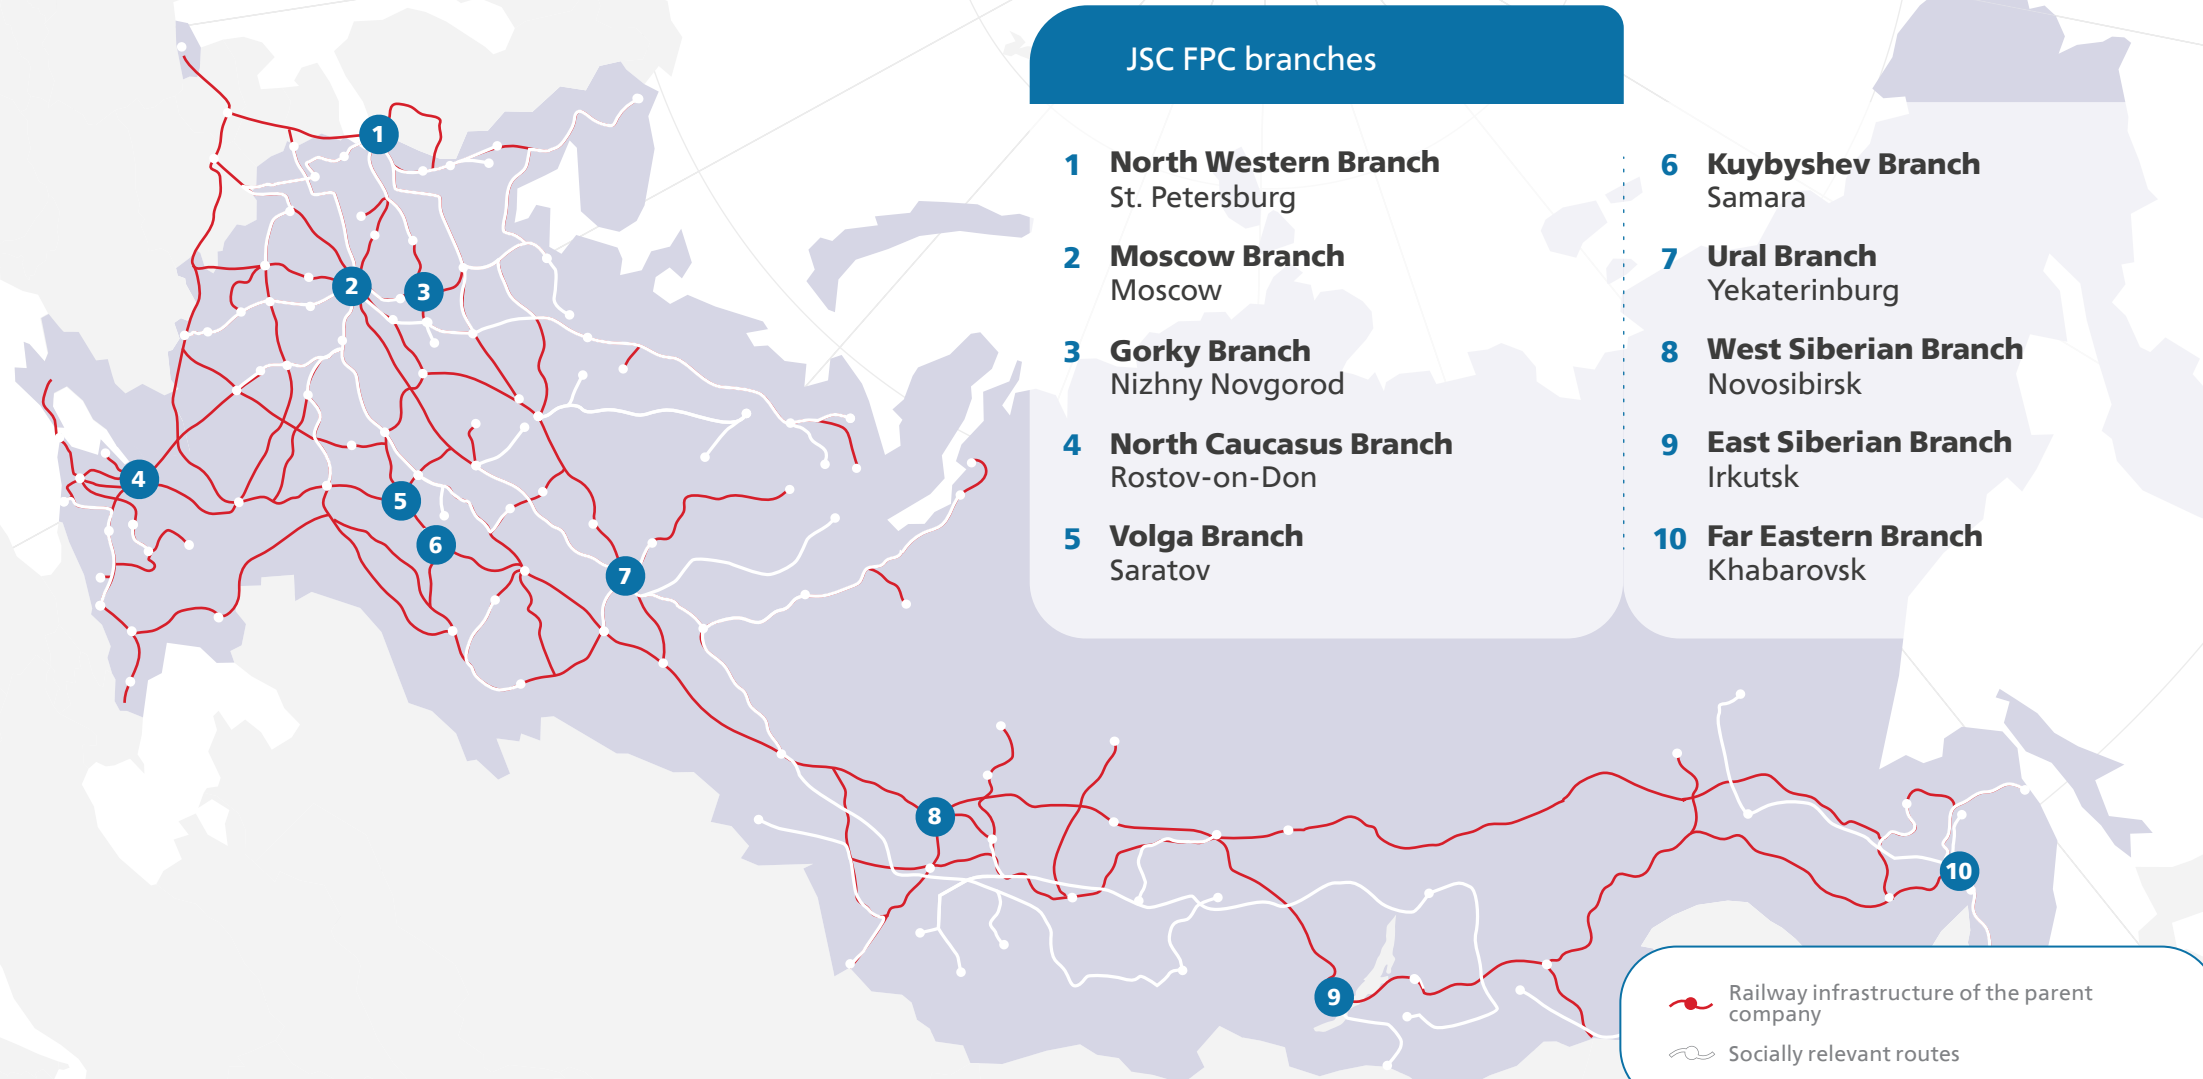 JSC FPC branches
1 North Western Branch
St. Petersburg
2 Moscow Branch
Moscow
3 Gorky Branch
Nizhny Novgorod
4 North Caucasus Branch
Rostov-on-Don
5 Volga Branch
Saratov
6 Kuybyshev Branch
Samara
7 Ural Branch
Yekaterinburg
8 West Siberian Branch
Novosibirsk
9 East Siberian Branch
Irkutsk
10 Far Eastern Branch
Khabarovsk
1
2
3
4
5
6
7
8
9
10
Railway infrastructure of the parent
company
Socially relevant routes